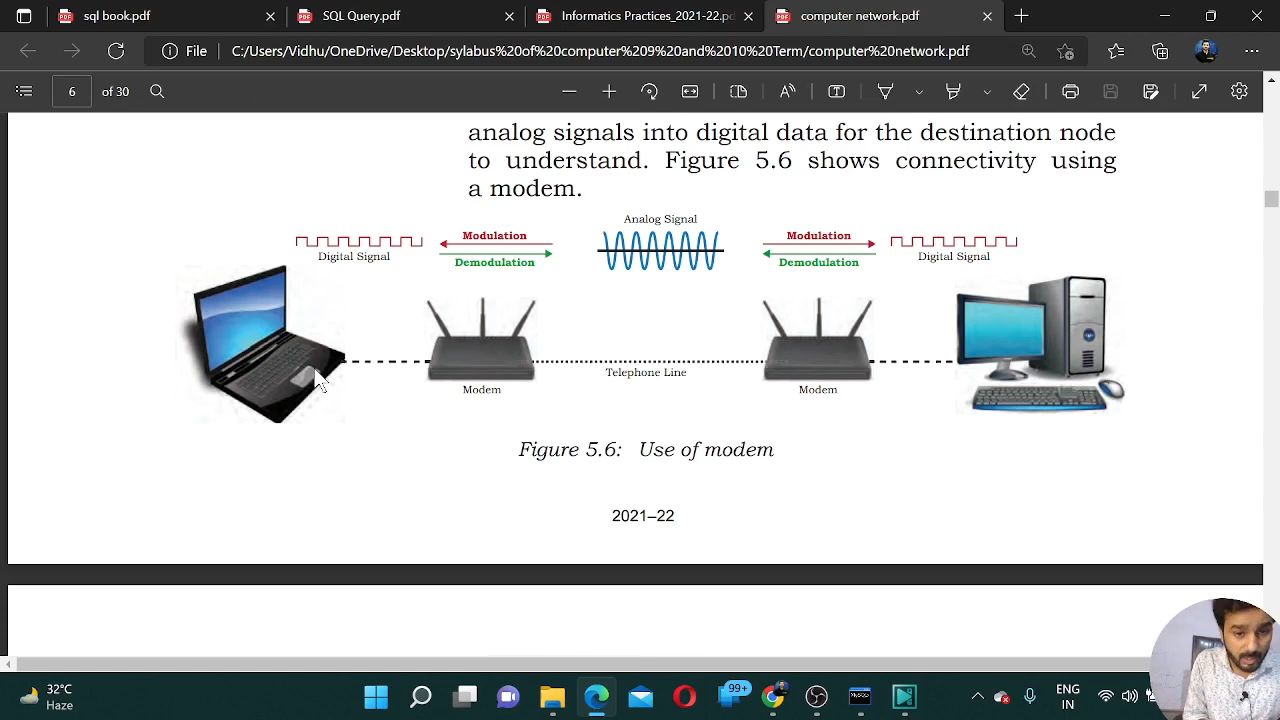 sql book.pdf
SQL Query.pdf
Informatics Practices_2021-22.pd
computer network.pdf
File
C:/Users/Vidhu/OneDrive/Desktop/sylabus%20of%20computer%209%20and%2010%20Term/computer%20network.pdf
6 of 30
analog signals into digital data for the destination node
to understand. Figure 5.6 shows connectivity using
a modem.
Analog Signal
Modulation
Modulation
Digital Signal
Demodulation
Demodulation
Digital Signal
Telephone Line
Modem
Modem
Figure 5.6: Use of modem
2021–22
32°C
Haze
99+
ENG
IN